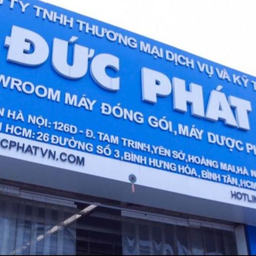 TY TNHH THƯƠNG MẠI DỊCH VỤ VÀ KỸ T
ĐỨC PHÁT
OWROOM MÁY ĐÓNG GÓI, MÁY DƯỢC P
N HÀ NỘI: 126D - Đ. TAM TRINH, YÊN SỞ, HOÀNG MAI, HÀ N
HCM: 26 ĐƯỜNG SỐ 3, BÌNH HƯNG HÒA, BÌNH TÂN, HCM
CPHATVN.COM
HOTLI